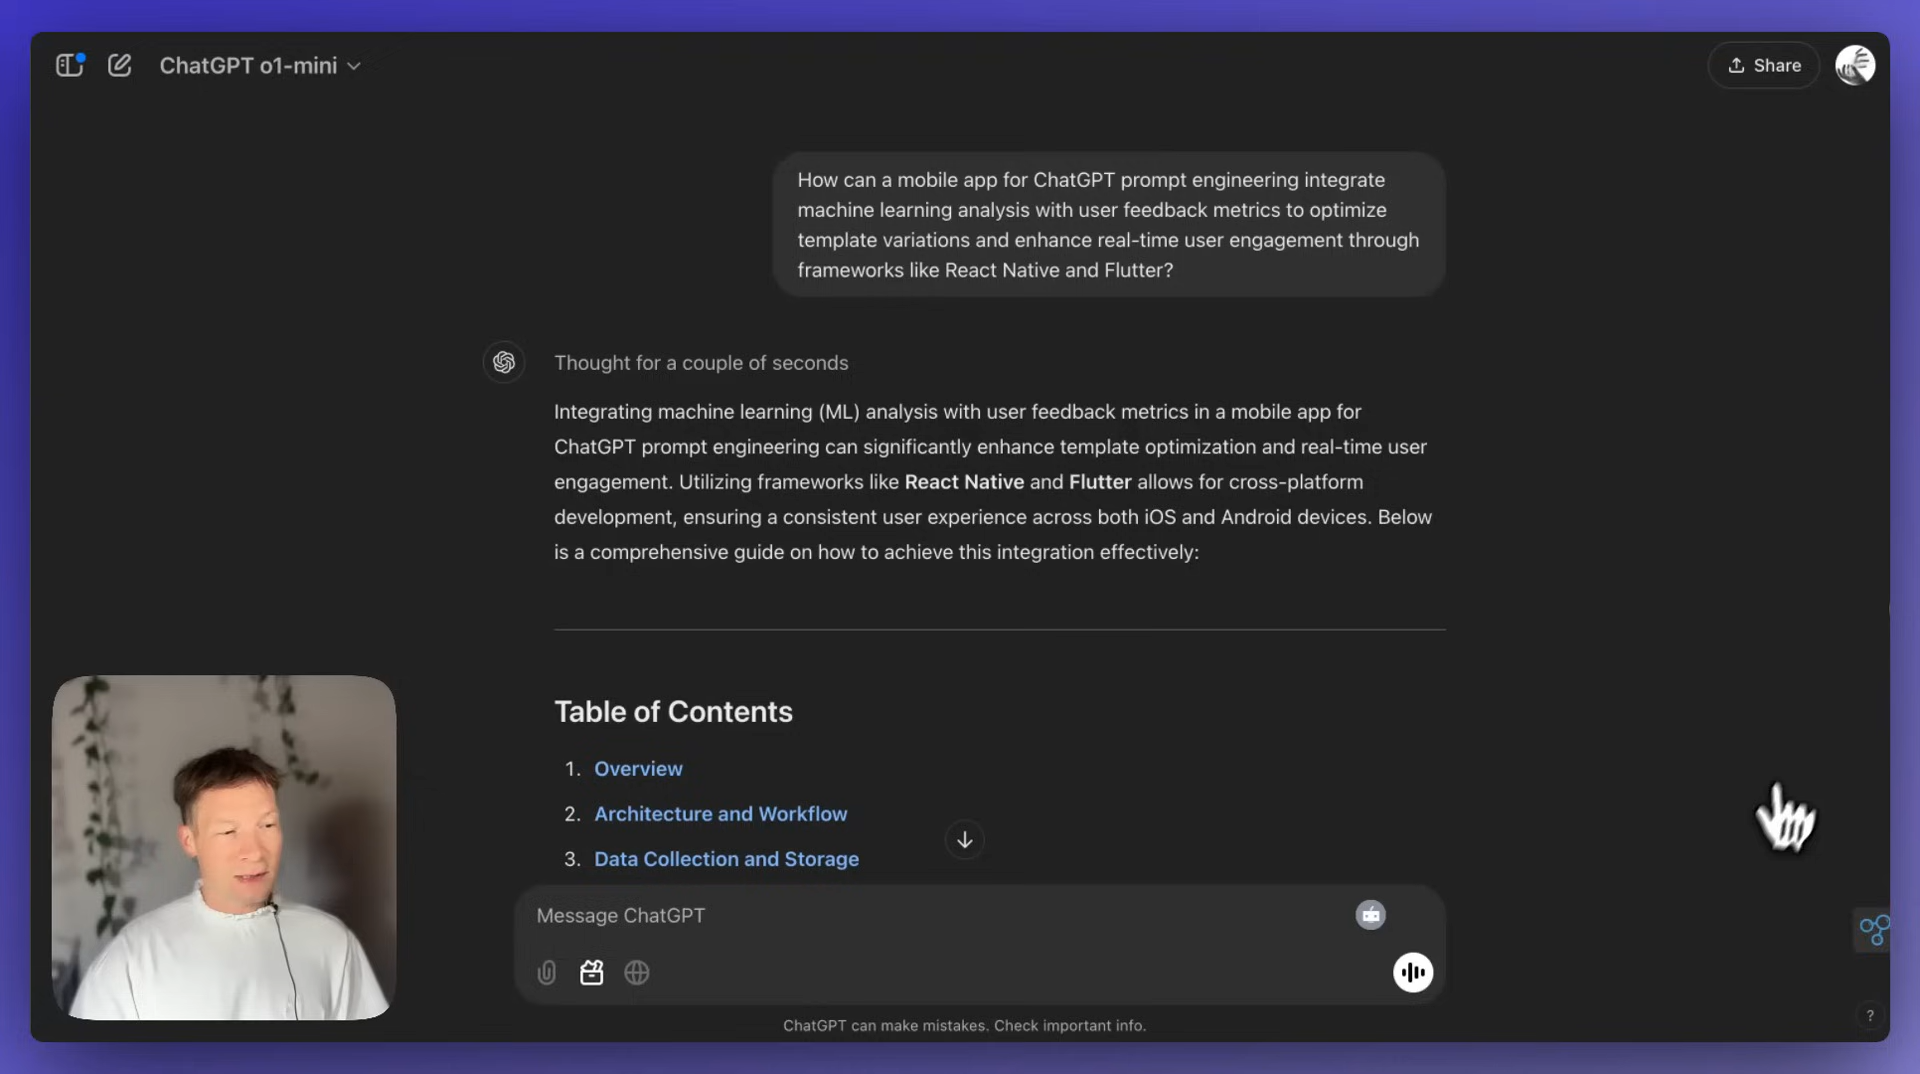 ChatGPT o1-mini
Share
How can a mobile app for ChatGPT prompt engineering integrate
machine learning analysis with user feedback metrics to optimize
template variations and enhance real-time user engagement through
frameworks like React Native and Flutter?
Thought for a couple of seconds
Integrating machine learning (ML) analysis with user feedback metrics in a mobile app for
ChatGPT prompt engineering can significantly enhance template optimization and real-time user
engagement. Utilizing frameworks like React Native and Flutter allows for cross-platform
development, ensuring a consistent user experience across both iOS and Android devices. Below
is a comprehensive guide on how to achieve this integration effectively:
Table of Contents
1. Overview
2. Architecture and Workflow
3. Data Collection and Storage
Message ChatGPT
ChatGPT can make mistakes. Check important info.
?